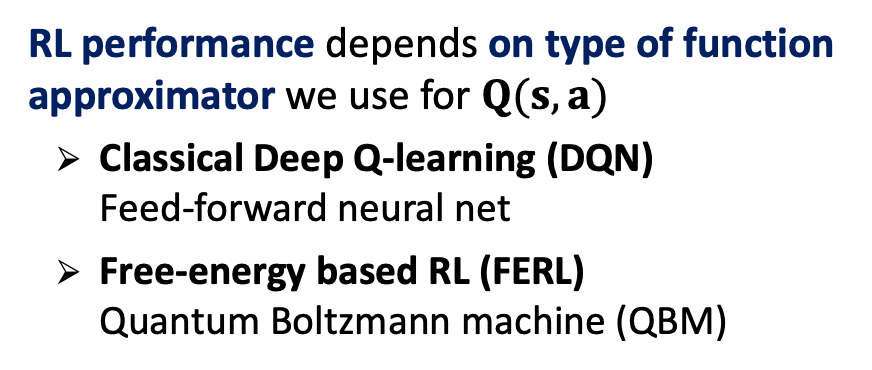 RL performance depends on type of function
approximator we use for Q(s, a)
➢ Classical Deep Q-learning (DQN)
Feed-forward neural net
➢ Free-energy based RL (FERL)
Quantum Boltzmann machine (QBM)